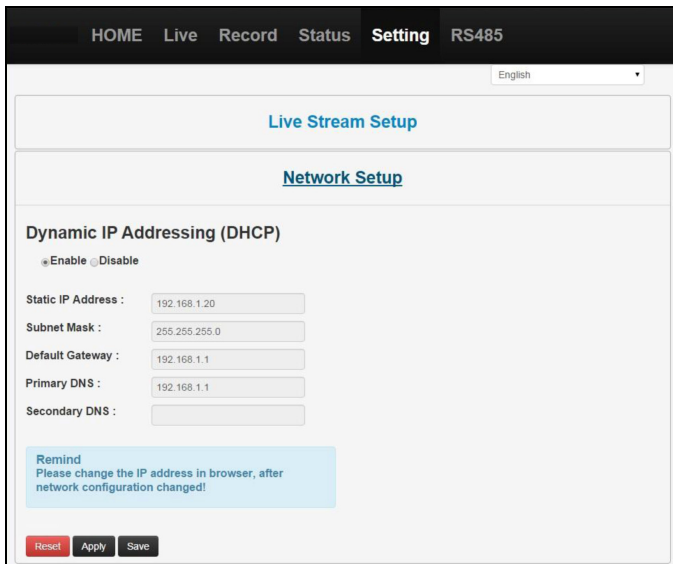 HOME Live Record Status Setting RS485
English
Live Stream Setup
Network Setup
Dynamic IP Addressing (DHCP)
Enable Disable
Static IP Address : 192.168.1.20
Subnet Mask : 255.255.255.0
Default Gateway : 192.168.1.1
Primary DNS : 192.168.1.1
Secondary DNS :
Remind
Please change the IP address in browser, after
network configuration changed!
Reset Apply Save